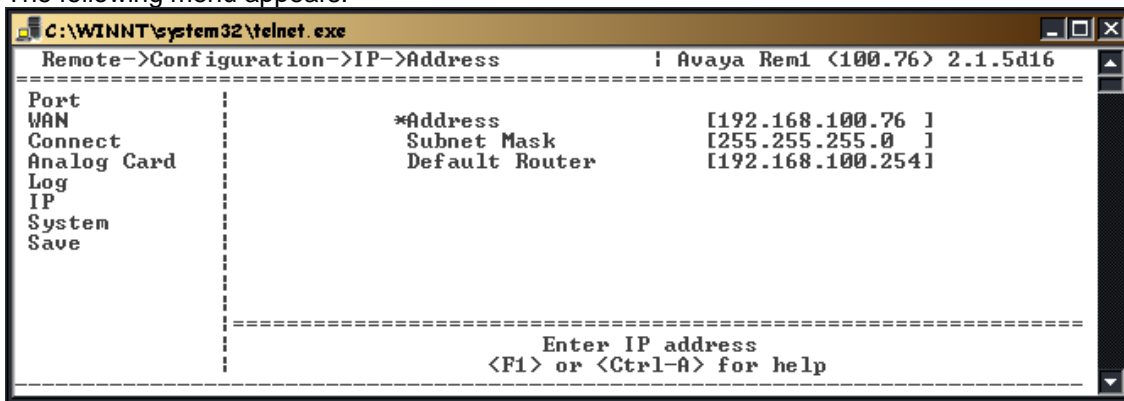 The following menu appears:
C:\WINNT\system32\telnet.exe
Remote->Configuration->IP->Address | Avaya Rem1 (100.76) 2.1.5d16
Port
WAN
Connect
Analog Card
Log
IP
System
Save
*Address [192.168.100.76 ]
Subnet Mask [255.255.255.0 ]
Default Router [192.168.100.254]
Enter IP address
<F1> or <Ctrl-A> for help